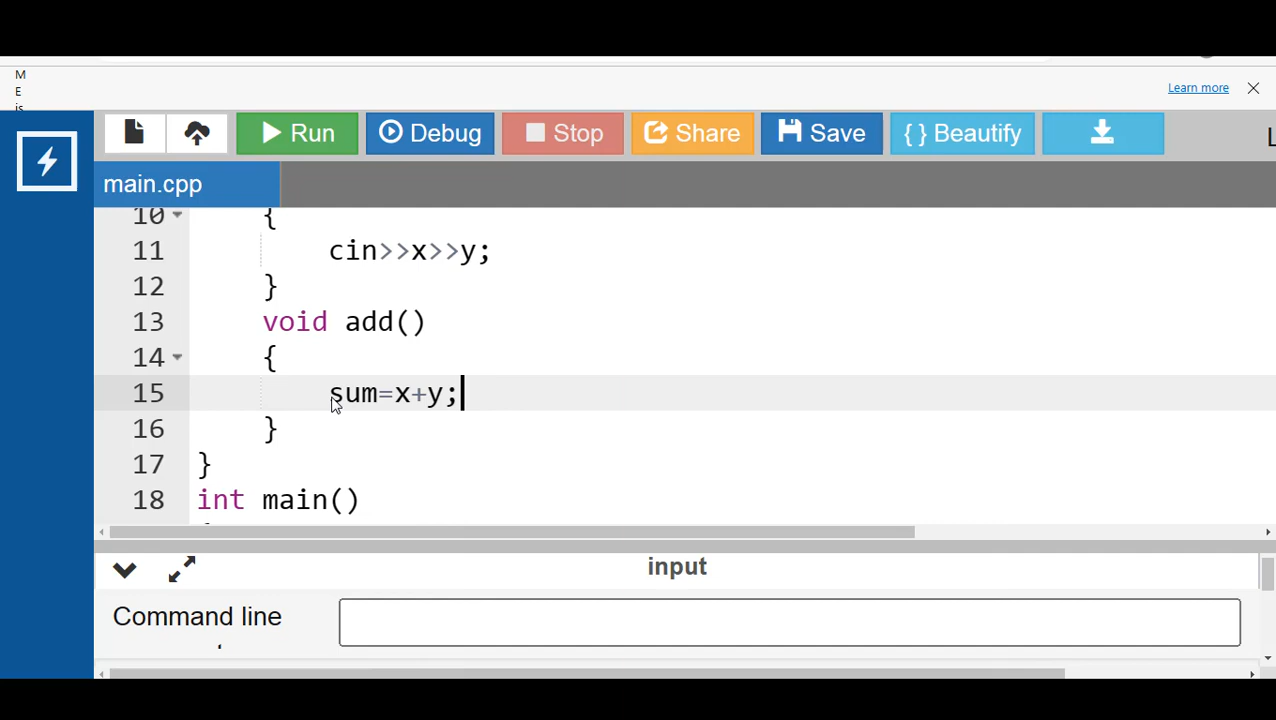 M
E
is
Learn more
Run Debug Stop Share Save { } Beautify
main.cpp
10 {
11 cin>>x>>y;
12 }
13 void add()
14 {
15 sum=x+y;
16 }
17 }
18 int main()
input
Command line